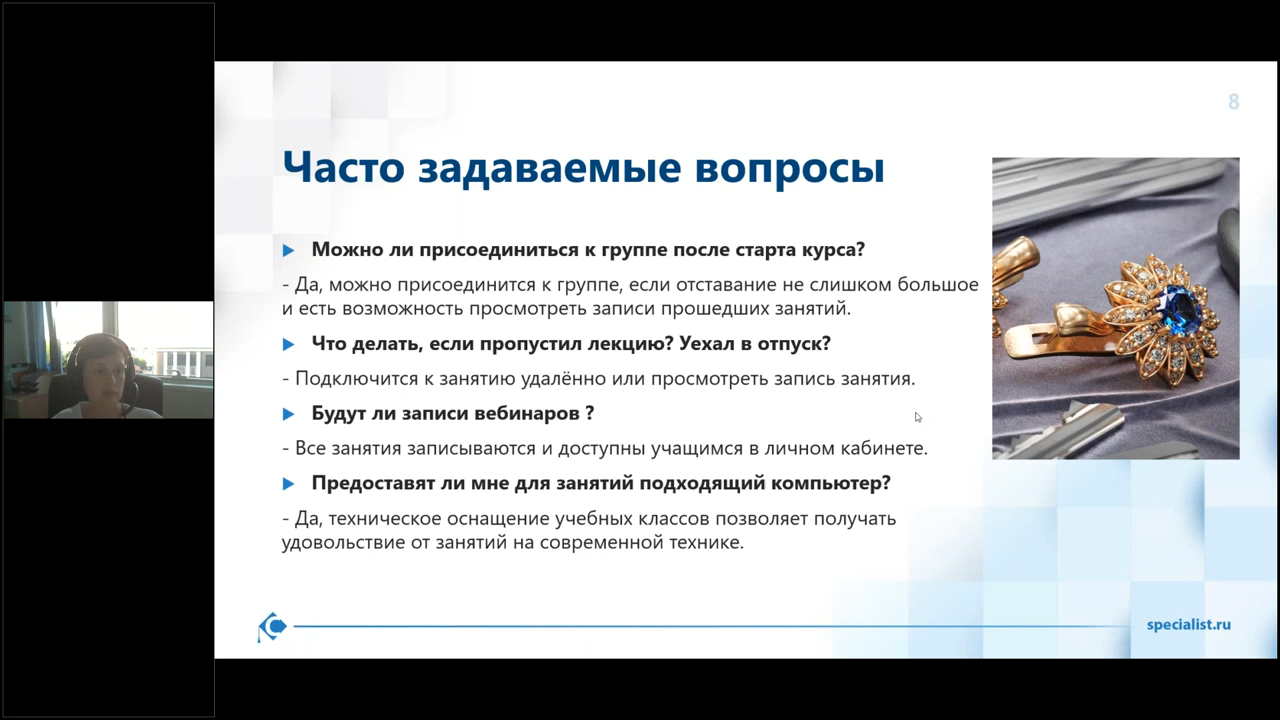 8
Часто задаваемые вопросы
Можно ли присоединиться к группе после старта курса?
- Да, можно присоединится к группе, если отставание не слишком большое
и есть возможность просмотреть записи прошедших занятий.
Что делать, если пропустил лекцию? Уехал в отпуск?
- Подключится к занятию удалённо или просмотреть запись занятия.
Будут ли записи вебинаров ?
- Все занятия записываются и доступны учащимся в личном кабинете.
Предоставят ли мне для занятий подходящий компьютер?
- Да, техническое оснащение учебных классов позволяет получать
удовольствие от занятий на современной технике.
specialist.ru